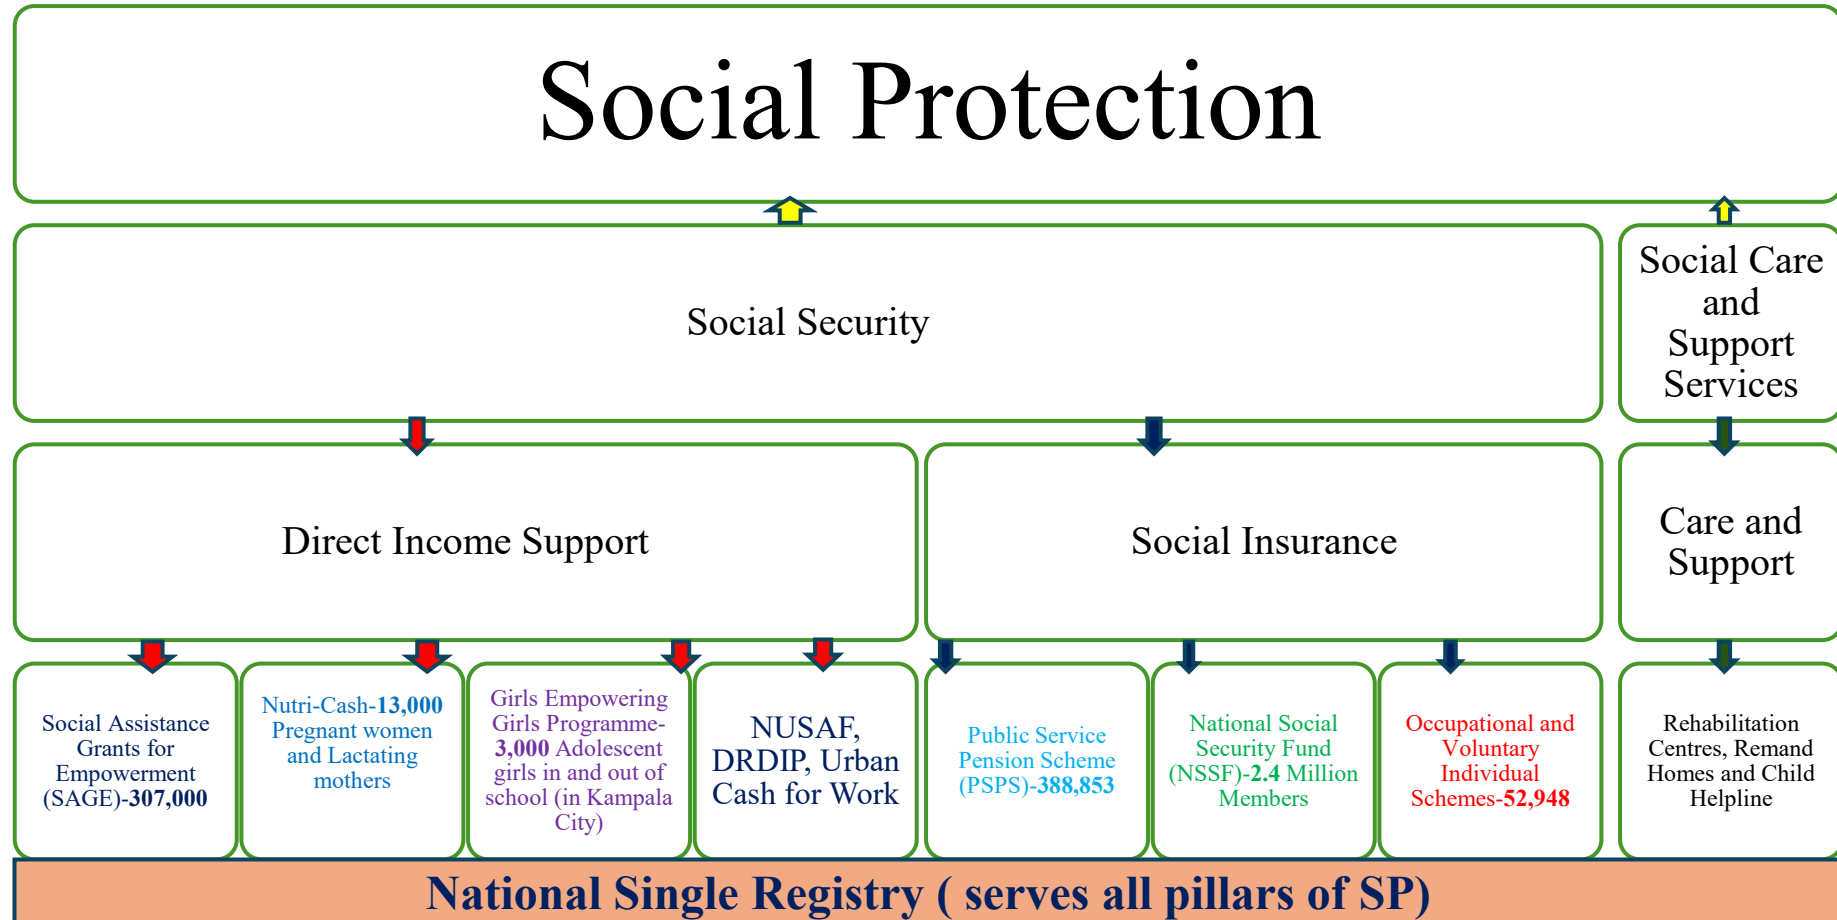 Social Protection
Social Security
Social Care
and
Support
Services
Direct Income Support
Social Insurance
Care and
Support
Social Assistance
Grants for
Empowerment
(SAGE)-307,000
Nutri-Cash-13,000
Pregnant women
and Lactating
mothers
Girls Empowering
Girls Programme-
3,000 Adolescent
girls in and out of
school (in Kampala
City)
NUSAF,
DRDIP, Urban
Cash for Work
Public Service
Pension Scheme
(PSPS)-388,853
National Social
Security Fund
(NSSF)-2.4 Million
Members
Occupational and
Voluntary
Individual
Schemes-52,948
Rehabilitation
Centres, Remand
Homes and Child
Helpline
National Single Registry ( serves all pillars of SP)